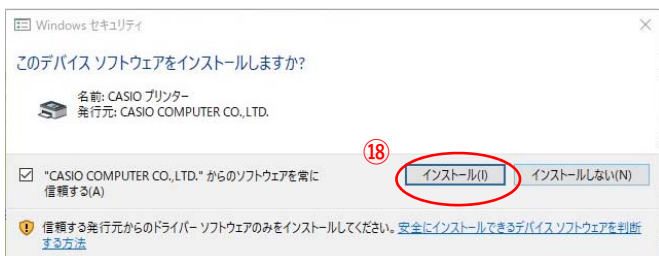 Windows セキュリティ
このデバイス ソフトウェアをインストールしますか?
名前: CASIO プリンター
発行元: CASIO COMPUTER CO.,LTD.
⑱
"CASIO COMPUTER CO.,LTD." からのソフトウェアを常に
信頼する(A)
インストール(I)
インストールしない(N)
信頼する発行元からのドライバー ソフトウェアのみをインストールしてください。安全にインストールできるデバイス ソフトウェアを判断
する方法